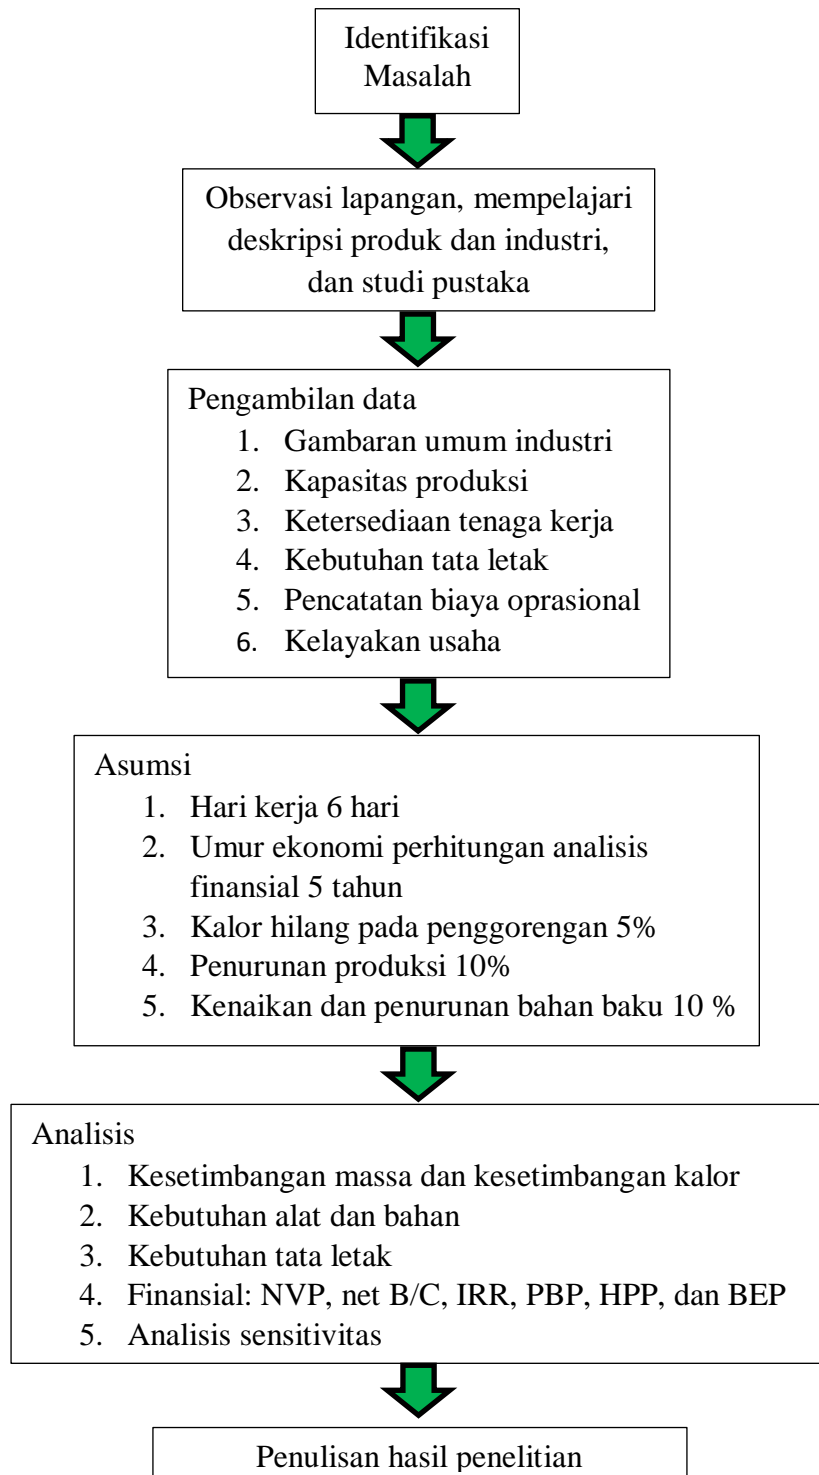 Identifikasi
Masalah
Observasi lapangan, mempelajari
deskripsi produk dan industri,
dan studi pustaka
Pengambilan data
1. Gambaran umum industri
2. Kapasitas produksi
3. Ketersediaan tenaga kerja
4. Kebutuhan tata letak
5. Pencatatan biaya oprasional
6. Kelayakan usaha
Asumsi
1. Hari kerja 6 hari
2. Umur ekonomi perhitungan analisis
finansial 5 tahun
3. Kalor hilang pada penggorengan 5%
4. Penurunan produksi 10%
5. Kenaikan dan penurunan bahan baku 10 %
Analisis
1. Kesetimbangan massa dan kesetimbangan kalor
2. Kebutuhan alat dan bahan
3. Kebutuhan tata letak
4. Finansial: NVP, net B/C, IRR, PBP, HPP, dan BEP
5. Analisis sensitivitas
Penulisan hasil penelitian